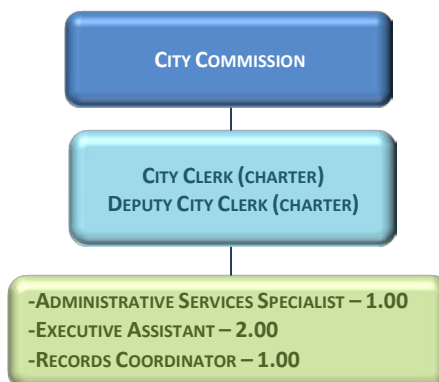 CITY COMMISSION
CITY CLERK (CHARTER)
DEPUTY CITY CLERK (CHARTER)
-ADMINISTRATIVE SERVICES SPECIALIST – 1.00
-EXECUTIVE ASSISTANT – 2.00
-RECORDS COORDINATOR – 1.00